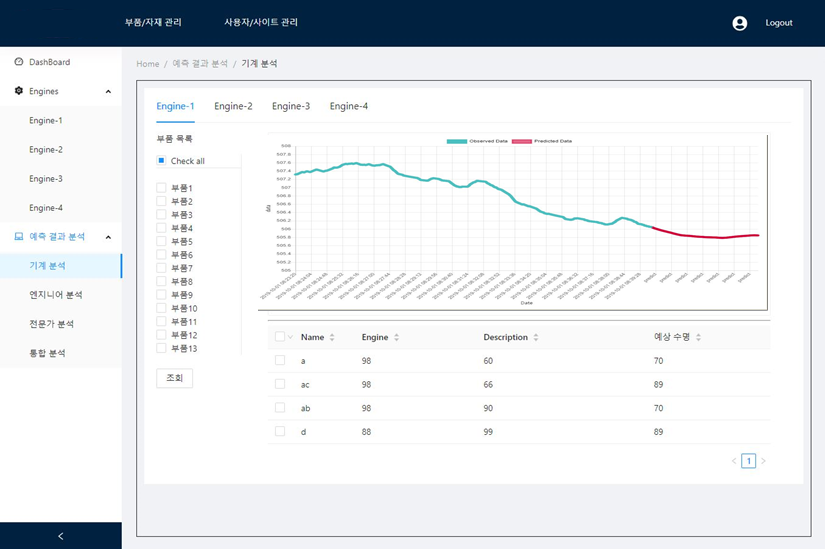 부품/자재 관리
사용자/사이트 관리
Logout
DashBoard
Engines
Engine-1
Engine-2
Engine-3
Engine-4
예측 결과 분석
기계 분석
엔지니어 분석
전문가 분석
통합 분석
<
Home / 예측 결과 분석 / 기계 분석
Engine-1 Engine-2 Engine-3 Engine-4
부품 목록
Check all
부품1
부품2
부품3
부품4
부품5
부품6
부품7
부품8
부품9
부품10
부품11
부품12
부품13
조회
Observed Data Predicted Data
508
507.8
507.6
507.4
507.2
507
506.8
506.6
506.4
506.2
506
505.8
505.6
505.4
505.2
505
Date
Name Engine Description 예상 수명
a 98 60 70
ac 98 66 89
ab 98 90 70
d 88 99 89
< 1 >